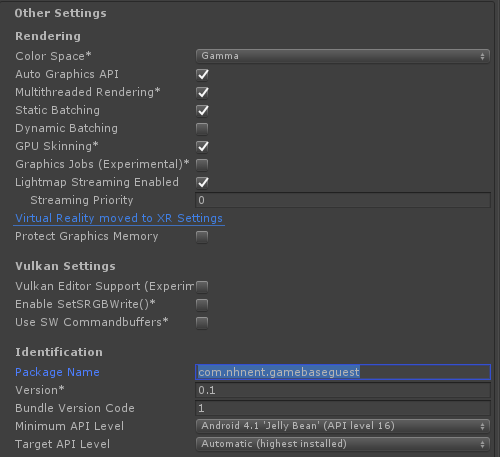 Other Settings
Rendering
Color Space* Gamma
Auto Graphics API
Multithreaded Rendering*
Static Batching
Dynamic Batching
GPU Skinning*
Graphics Jobs (Experimental)*
Lightmap Streaming Enabled
Streaming Priority 0
Virtual Reality moved to XR Settings
Protect Graphics Memory
Vulkan Settings
Vulkan Editor Support (Experim
Enable SetSRGBWrite()*
Use SW Commandbuffers*
Identification
Package Name com.nhnent.gamebaseguest
Version* 0.1
Bundle Version Code 1
Minimum API Level Android 4.1 'Jelly Bean' (API level 16)
Target API Level Automatic (highest installed)